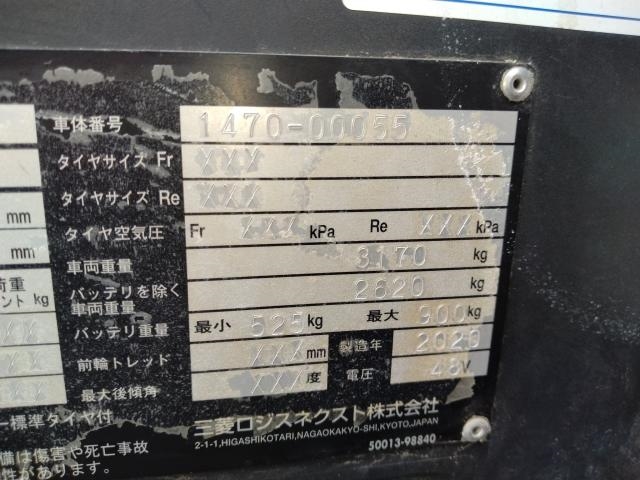 車体番号 1470-00055
タイヤサイズ Fr XXX
タイヤサイズ Re XXX
mm タイヤ空気圧 Fr XXX kPa Re XXX kPa
mm 車両重量 3170 kg
kg バッテリを除く車両重量 2620 kg
バッテリ重量 最小 525 kg 最大 900 kg
前輪トレッド XXX mm 製造年 2020
最大後傾角 XXX 度 電圧 48 V
標準タイヤ付
三菱ロジスネクスト株式会社
2-1-1, HIGASHIKOTARI, NAGAOKAKYO-SHI, KYOTO, JAPAN
備は傷害や死亡事故
性があります。
50013-98840